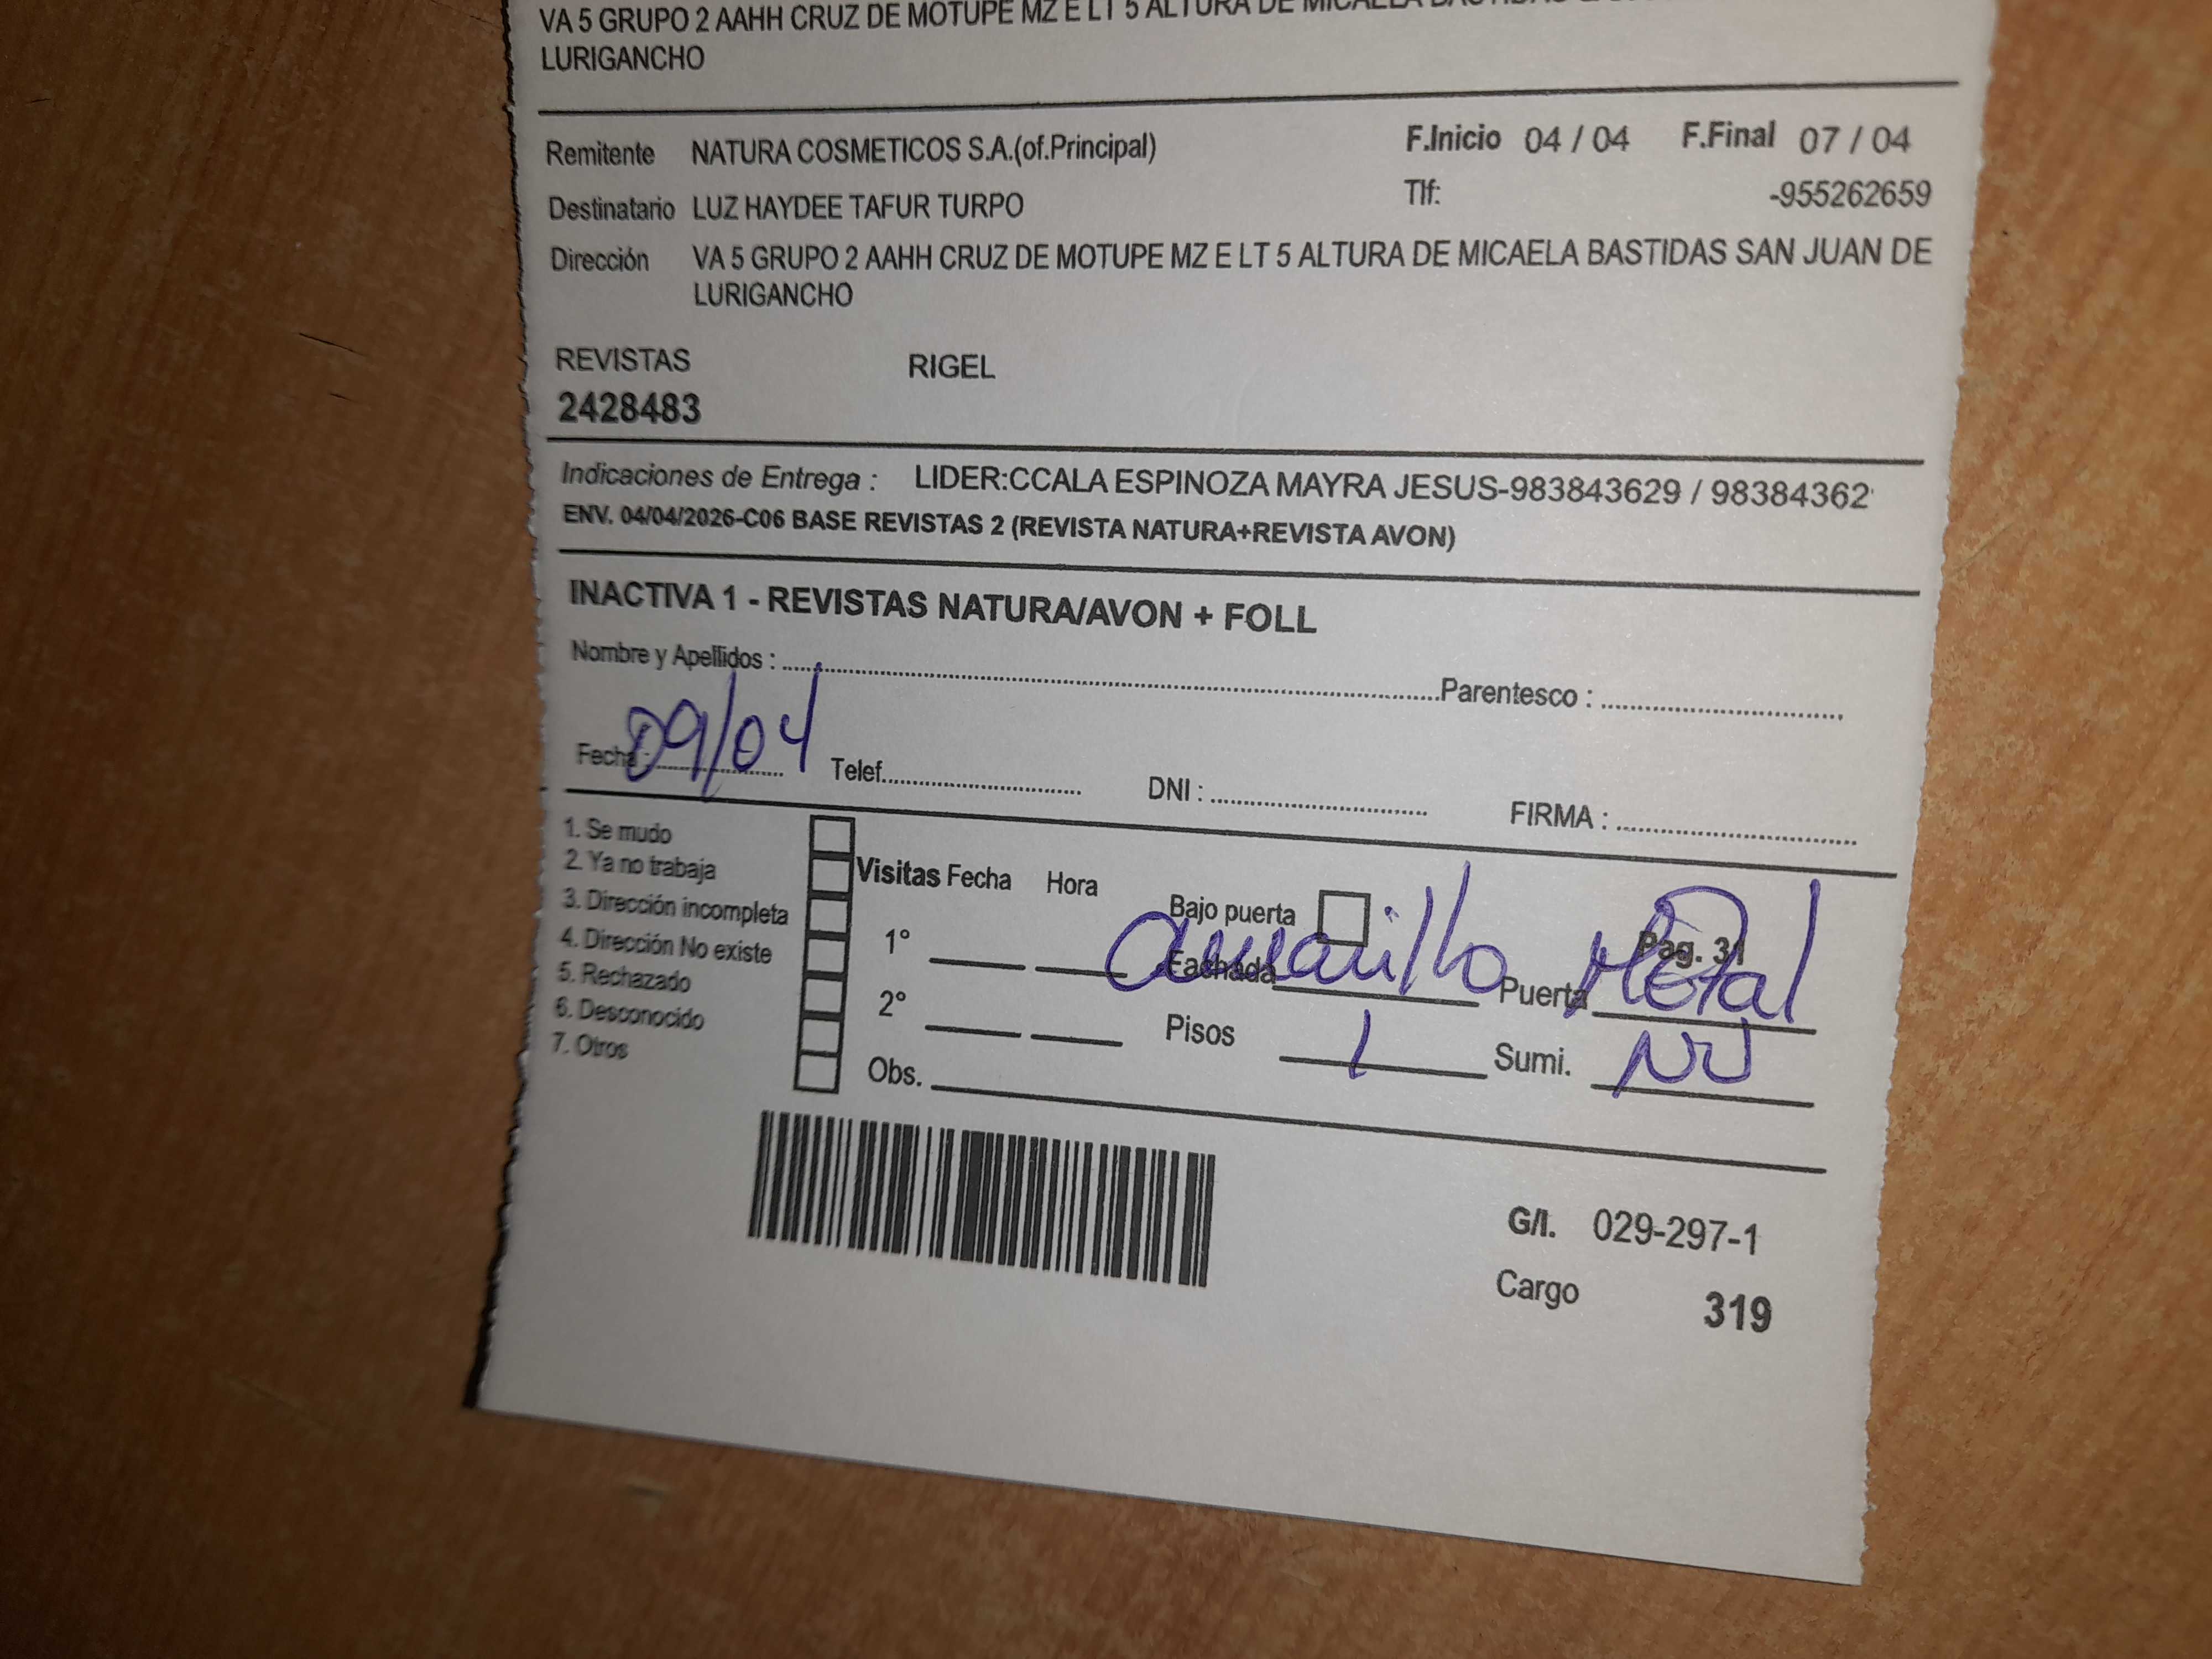 VA 5 GRUPO 2 AAHH CRUZ DE MOTUPE MZ E LT 5 ALTURA DE MICAELA BASTIDAS
LURIGANCHO
Remitente NATURA COSMETICOS S.A.(of.Principal) F.Inicio 04 / 04 F.Final 07 / 04
Destinatario LUZ HAYDEE TAFUR TURPO Tlf: -955262659
Dirección VA 5 GRUPO 2 AAHH CRUZ DE MOTUPE MZ E LT 5 ALTURA DE MICAELA BASTIDAS SAN JUAN DE
LURIGANCHO
REVISTAS RIGEL
2428483
Indicaciones de Entrega : LIDER:CCALA ESPINOZA MAYRA JESUS-983843629 / 98384362
ENV. 04/04/2026-C06 BASE REVISTAS 2 (REVISTA NATURA+REVISTA AVON)
INACTIVA 1 - REVISTAS NATURA/AVON + FOLL
Nombre y Apellidos : Parentesco :
Fecha : 09/04 Telef. DNI : FIRMA :
1. Se mudo
2. Ya no trabaja
3. Dirección incompleta
4. Dirección No existe
5. Rechazado
6. Desconocido
7. Otros
Visitas Fecha Hora
Bajo puerta Pag. 31
1° Fachada amarillo Puerta Metal
2° Pisos 1 Sumi. NV
Obs.
G/I. 029-297-1
Cargo 319